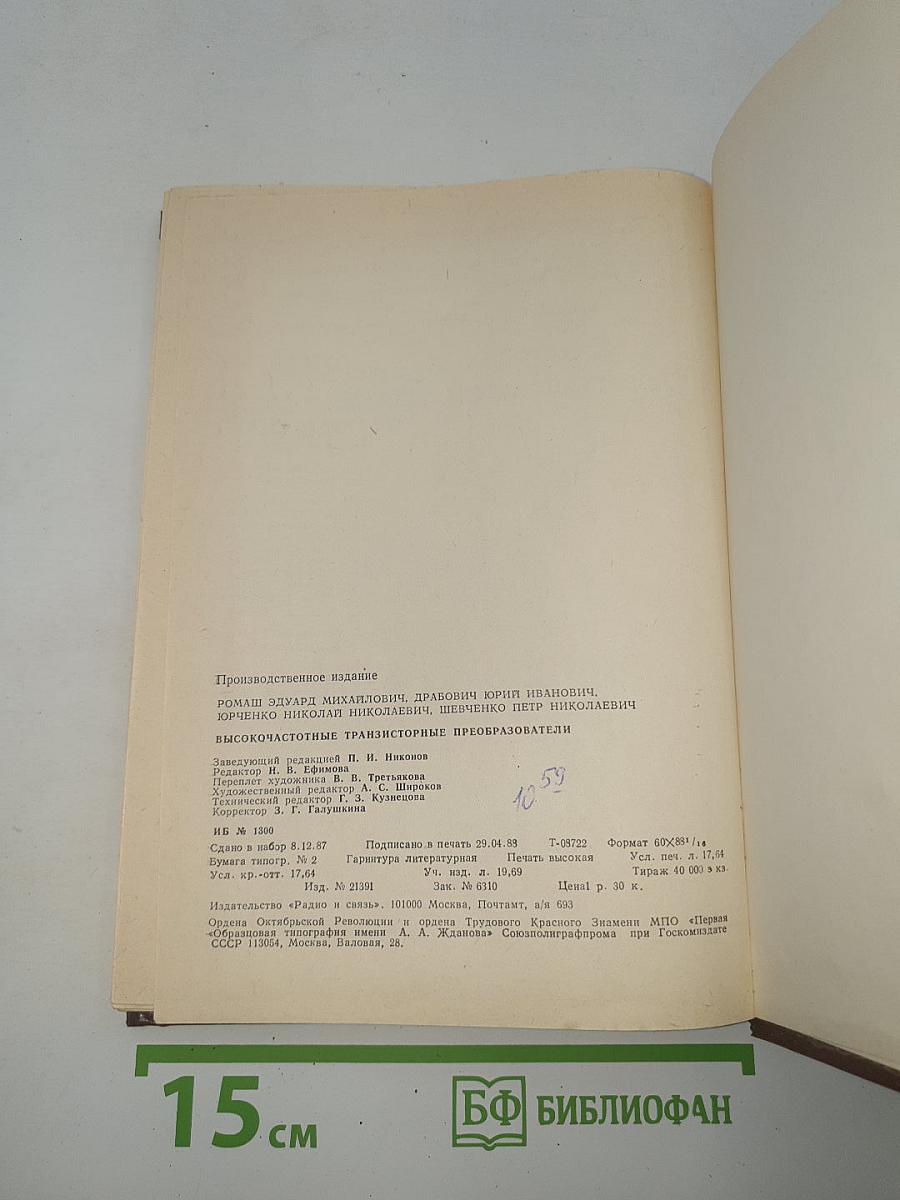 Производственное издание
РОМАШ ЭДУАРД МИХАЙЛОВИЧ, ДРАБОВИЧ ЮРИЙ ИВАНОВИЧ,
ЮРЧЕНКО НИКОЛАЙ НИКОЛАЕВИЧ, ШЕВЧЕНКО ПЕТР НИКОЛАЕВИЧ
ВЫСОКОЧАСТОТНЫЕ ТРАНЗИСТОРНЫЕ ПРЕОБРАЗОВАТЕЛИ
Заведующий редакцией П. И. Никонов
Редактор Н. В. Ефимова
Переплет художника В. В. Третьякова
Художественный редактор А. С. Широков
Технический редактор Г. З. Кузнецова
Корректор З. Г. Галушкина
10 59
ИБ № 1300
Сдано в набор 8.12.87 Подписано в печать 29.04.88 Т-08722 Формат 60×88 1/16
Бумага типогр. № 2 Гарнитура литературная Печать высокая Усл. печ. л. 17,64
Усл. кр.-отт. 17,64 Уч. изд. л. 19,69 Тираж 40 000 экз.
Изд. № 21391 Зак. № 6310 Цена1 р. 30 к.
Издательство «Радио и связь». 101000 Москва, Почтамт, а/я 693
Ордена Октябрьской Революции и ордена Трудового Красного Знамени МПО «Первая
«Образцовая типография имени А. А. Жданова» Союзполиграфпрома при Госкомиздате
СССР 113054, Москва, Валовая, 28.
15 см
БФ БИБЛИОФАН